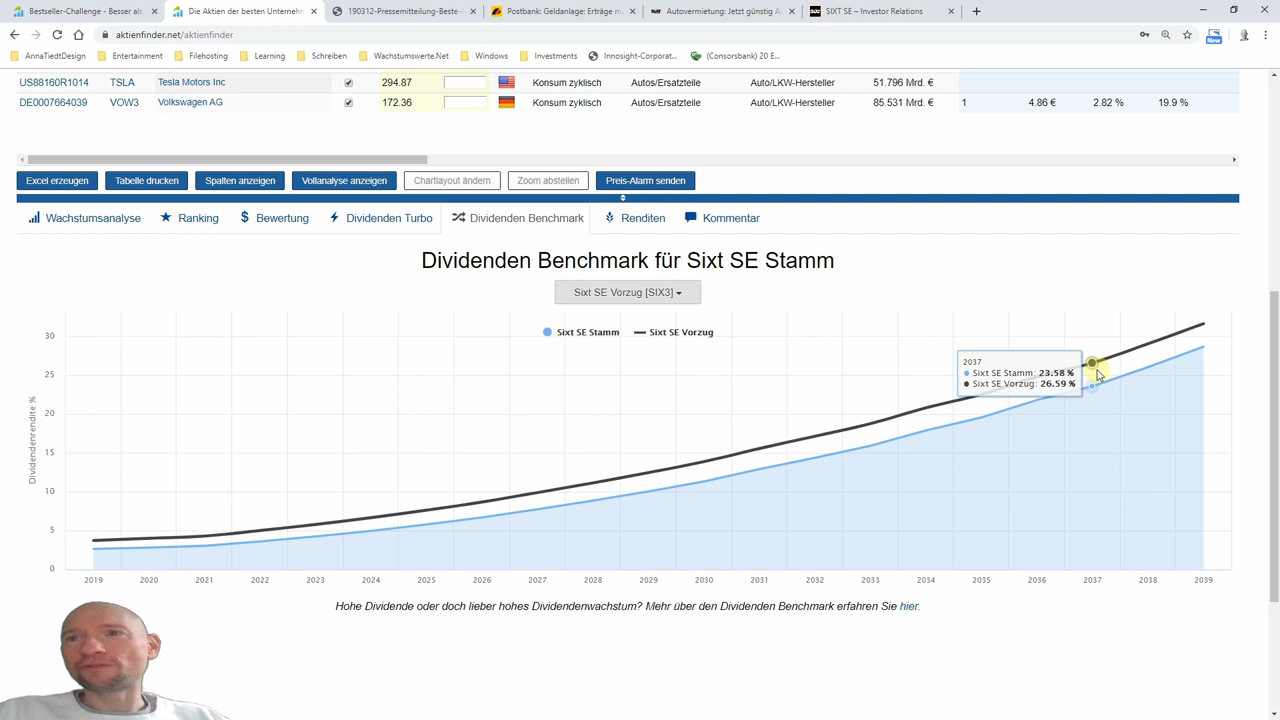 Bestseller-Challenge - Besser als
Die Aktien der besten Unternehm
190312-Pressemitteilung-Beste-
Postbank: Geldanlage: Erträge m
Autovermietung: Jetzt günstig Au
SIXT SE – Investor Relations
aktienfinder.net/aktienfinder
New
AnnaTiedtDesign
Entertainment
Filehosting
Learning
Schreiben
Wachstumswerte.Net
Windows
Investments
Innosight-Corporat...
(Consorsbank) 20 E...
US88160R1014 TSLA Tesla Motors Inc 294.87 Konsum zyklisch Autos/Ersatzteile Auto/LKW-Hersteller 51.796 Mrd. €
DE0007664039 VOW3 Volkswagen AG 172.36 Konsum zyklisch Autos/Ersatzteile Auto/LKW-Hersteller 85.531 Mrd. € 1 4.86 € 2.82 % 19.9 %
Excel erzeugen Tabelle drucken Spalten anzeigen Vollanalyse anzeigen Chartlayout ändern Zoom abstellen Preis-Alarm senden
Wachstumsanalyse Ranking Bewertung Dividenden Turbo Dividenden Benchmark Renditen Kommentar
Dividenden Benchmark für Sixt SE Stamm
Sixt SE Vorzug [SIX3]
Sixt SE Stamm Sixt SE Vorzug
Dividendenrendite %
30
25
20
15
10
5
0
2037
Sixt SE Stamm: 23.58 %
Sixt SE Vorzug: 26.59 %
2019 2020 2021 2022 2023 2024 2025 2026 2027 2028 2029 2030 2031 2032 2033 2034 2035 2036 2037 2038 2039
Hohe Dividende oder doch lieber hohes Dividendenwachstum? Mehr über den Dividenden Benchmark erfahren Sie hier.